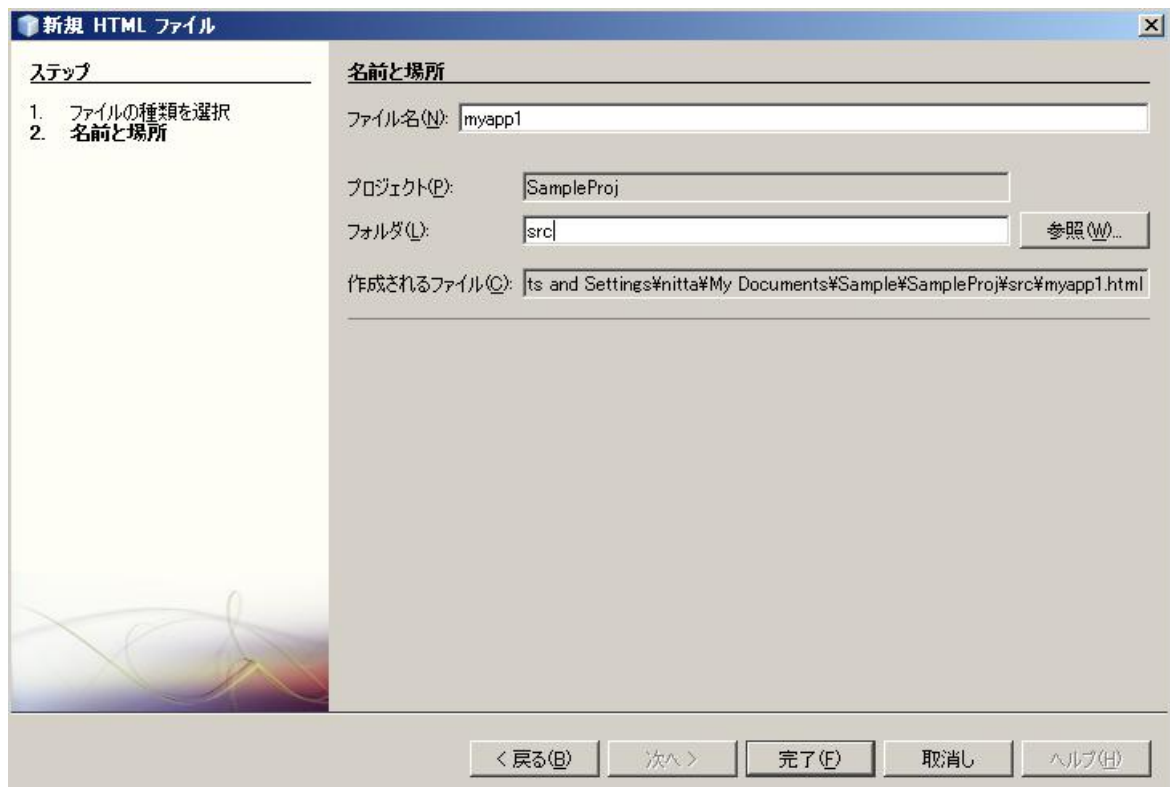 新規 HTML ファイル
ステップ
1. ファイルの種類を選択
2. 名前と場所
名前と場所
ファイル名(N): myapp1
プロジェクト(P): SampleProj
フォルダ(L): src 参照(W)...
作成されるファイル(C): ts and Settings¥nitta¥My Documents¥Sample¥SampleProj¥src¥myapp1.html
< 戻る(B) 次へ > 完了(F) 取消し ヘルプ(H)